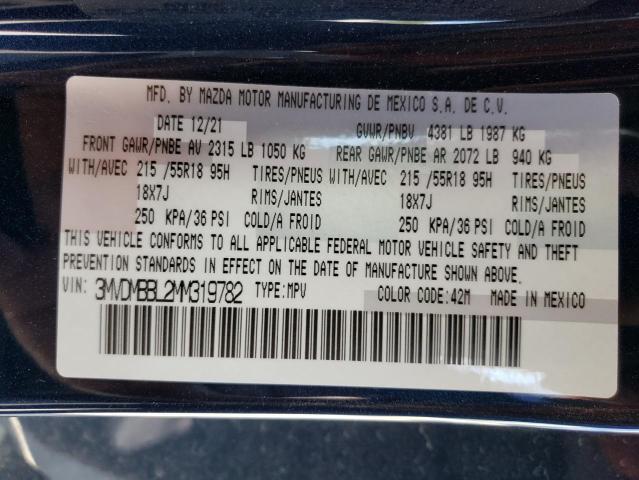 MFD. BY MAZDA MOTOR MANUFACTURING DE MEXICO S.A. DE C.V.
DATE 12/21 GVWR/PNBV 4381 LB 1987 KG
FRONT GAWR/PNBE AV 2315 LB 1050 KG REAR GAWR/PNBE AR 2072 LB 940 KG
WITH/AVEC 215 /55R18 95H TIRES/PNEUS WITH/AVEC 215 /55R18 95H TIRES/PNEUS
18X7J RIMS/JANTES 18X7J RIMS/JANTES
250 KPA/36 PSI COLD/A FROID 250 KPA/36 PSI COLD/A FROID
THIS VEHICLE CONFORMS TO ALL APPLICABLE FEDERAL MOTOR VEHICLE SAFETY AND THEFT
PREVENTION STANDARDS IN EFFECT ON THE DATE OF MANUFACTURE SHOWN ABOVE.
VIN: 3MVDMBBL2MM319782 TYPE:MPV COLOR CODE:42M MADE IN MEXICO